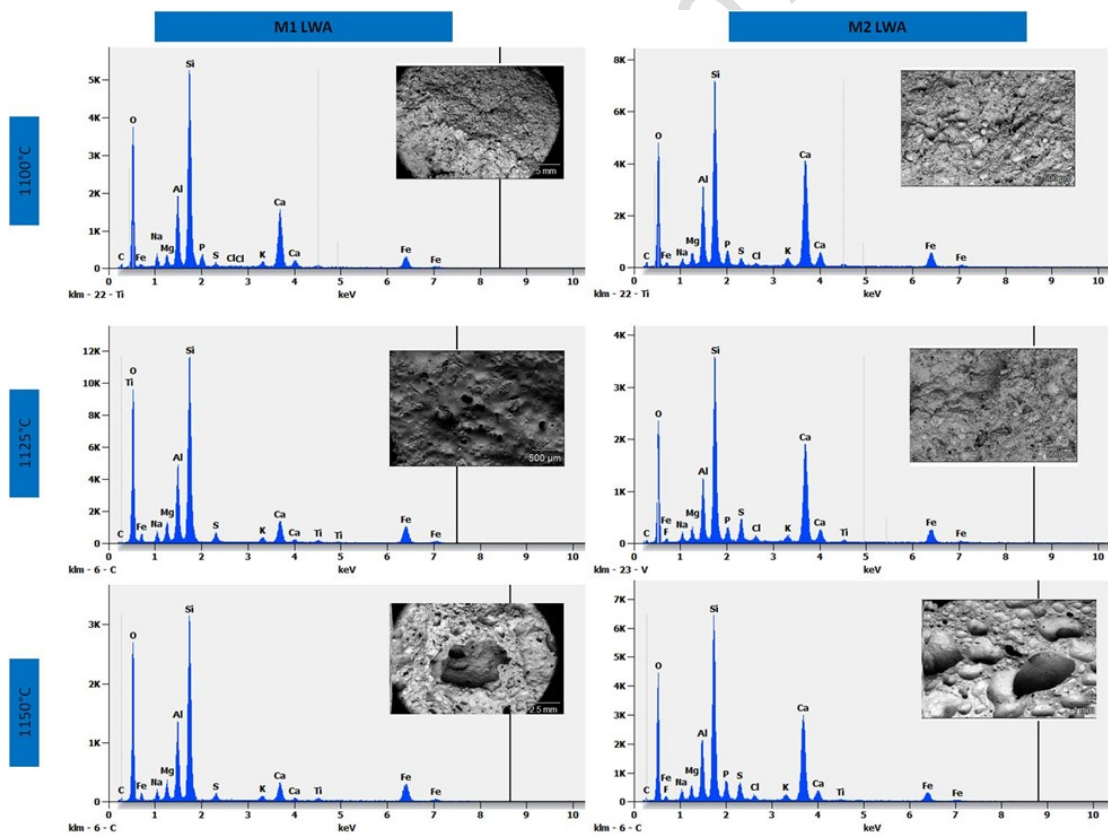 M1 LWA
M2 LWA
1100°C
5K
4K
3K
2K
1K
0
C O Fe Na Mg Al Si P S Cl Cl K Ca Ca Fe Fe
5 mm
0 1 2 3 4 5 6 7 8 9 10
klm - 22 - Ti keV
8K
6K
4K
2K
0
C O Fe Na Mg Al Si P S Cl K Ca Ca Fe Fe
0 1 2 3 4 5 6 7 8 9 10
klm - 22 - Ti keV
1125°C
12K
10K
8K
6K
4K
2K
0
C Ti O Fe Na Mg Al Si S K Ca Ca Ti Ti Fe Fe
500 µm
0 1 2 3 4 5 6 7 8 9 10
klm - 6 - C keV
4K
3K
2K
1K
0
C O Fe F Na Mg Al Si P S Cl K Ca Ca Ti Fe Fe
0 1 2 3 4 5 6 7 8 9 10
klm - 23 - V keV
1150°C
3K
2K
1K
0
C O Fe Na Mg Al Si S K Ca Ca Ti Fe Fe
2.5 mm
0 1 2 3 4 5 6 7 8 9 10
klm - 6 - C keV
7K
6K
5K
4K
3K
2K
1K
0
C O Fe F Na Mg Al Si P S Cl K Ca Ca Ti Fe Fe
0 1 2 3 4 5 6 7 8 9 10
klm - 6 - C keV